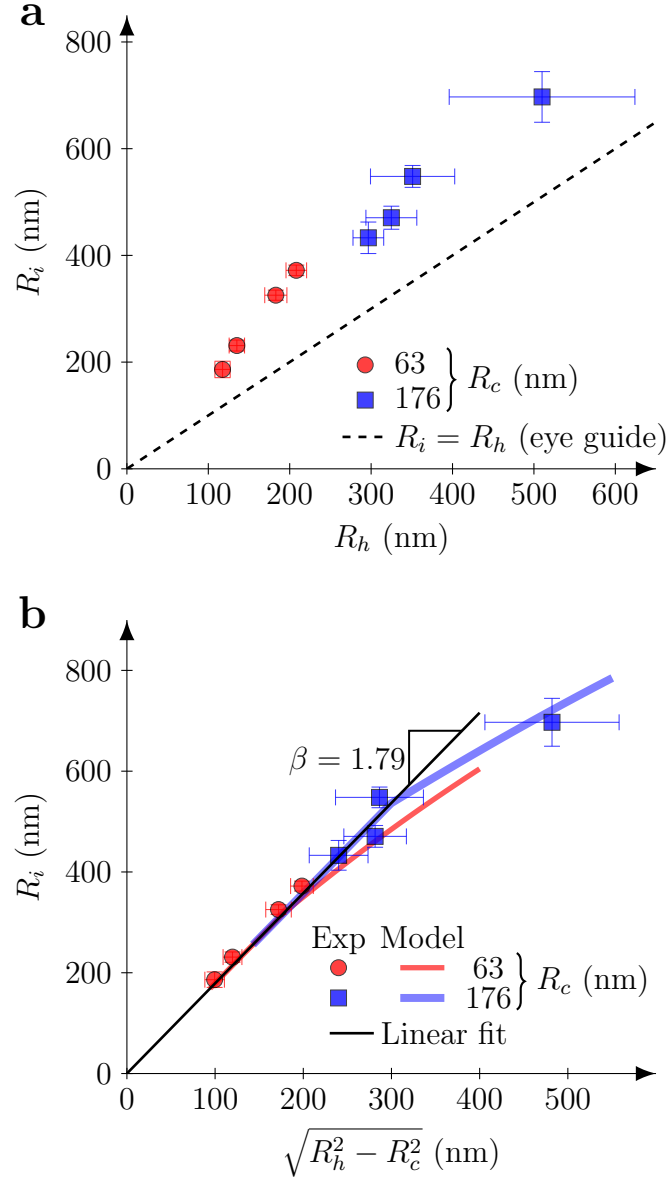 a
800
600
400
200
0
R_i (nm)
63
176
R_c (nm)
R_i = R_h (eye guide)
0 100 200 300 400 500 600
R_h (nm)
b
800
600
400
200
0
R_i (nm)
β = 1.79
Exp Model
63
176
R_c (nm)
Linear fit
0 100 200 300 400 500
√(R_h^2 − R_c^2) (nm)